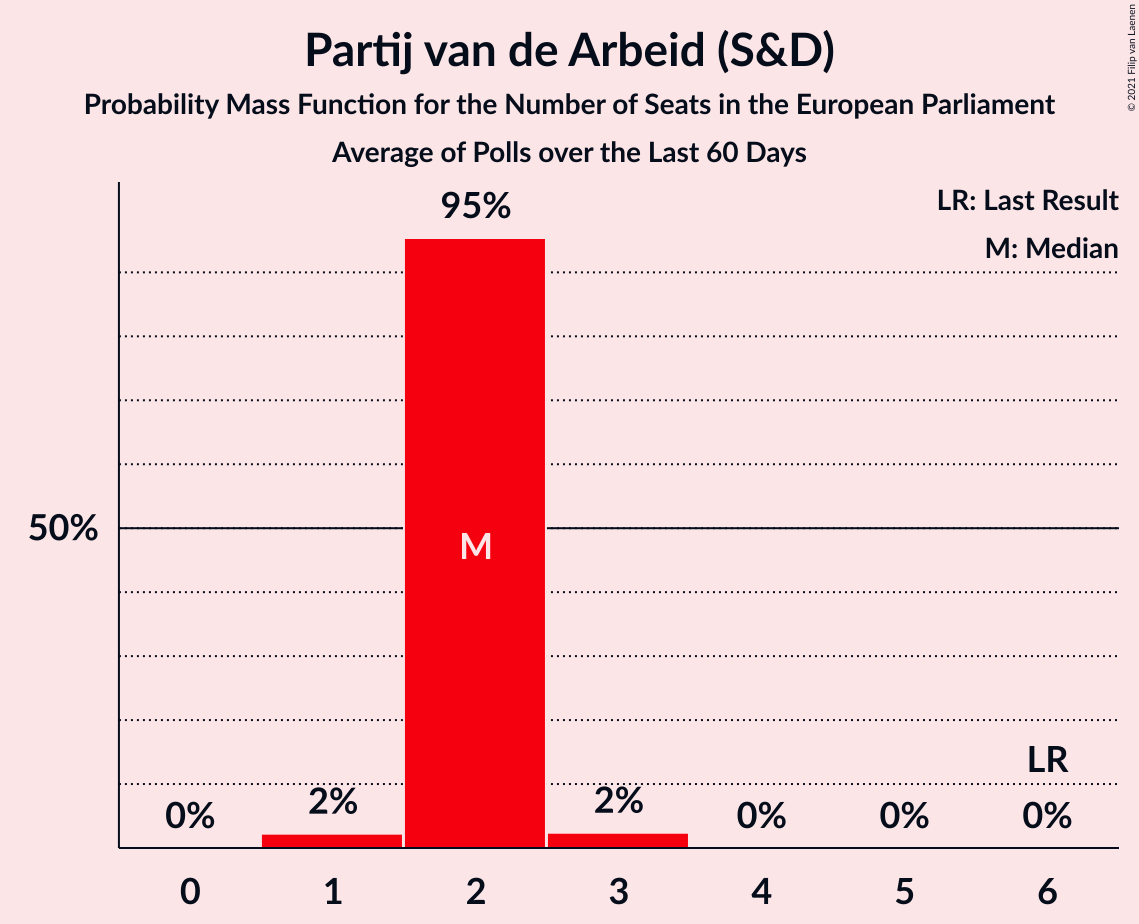 Partij van de Arbeid (S&D)
Probability Mass Function for the Number of Seats in the European Parliament
Average of Polls over the Last 60 Days
© 2021 Filip van Laenen
LR: Last Result
M: Median
95%
50%
M
LR
0%
2%
2%
0%
0%
0%
0
1
2
3
4
5
6